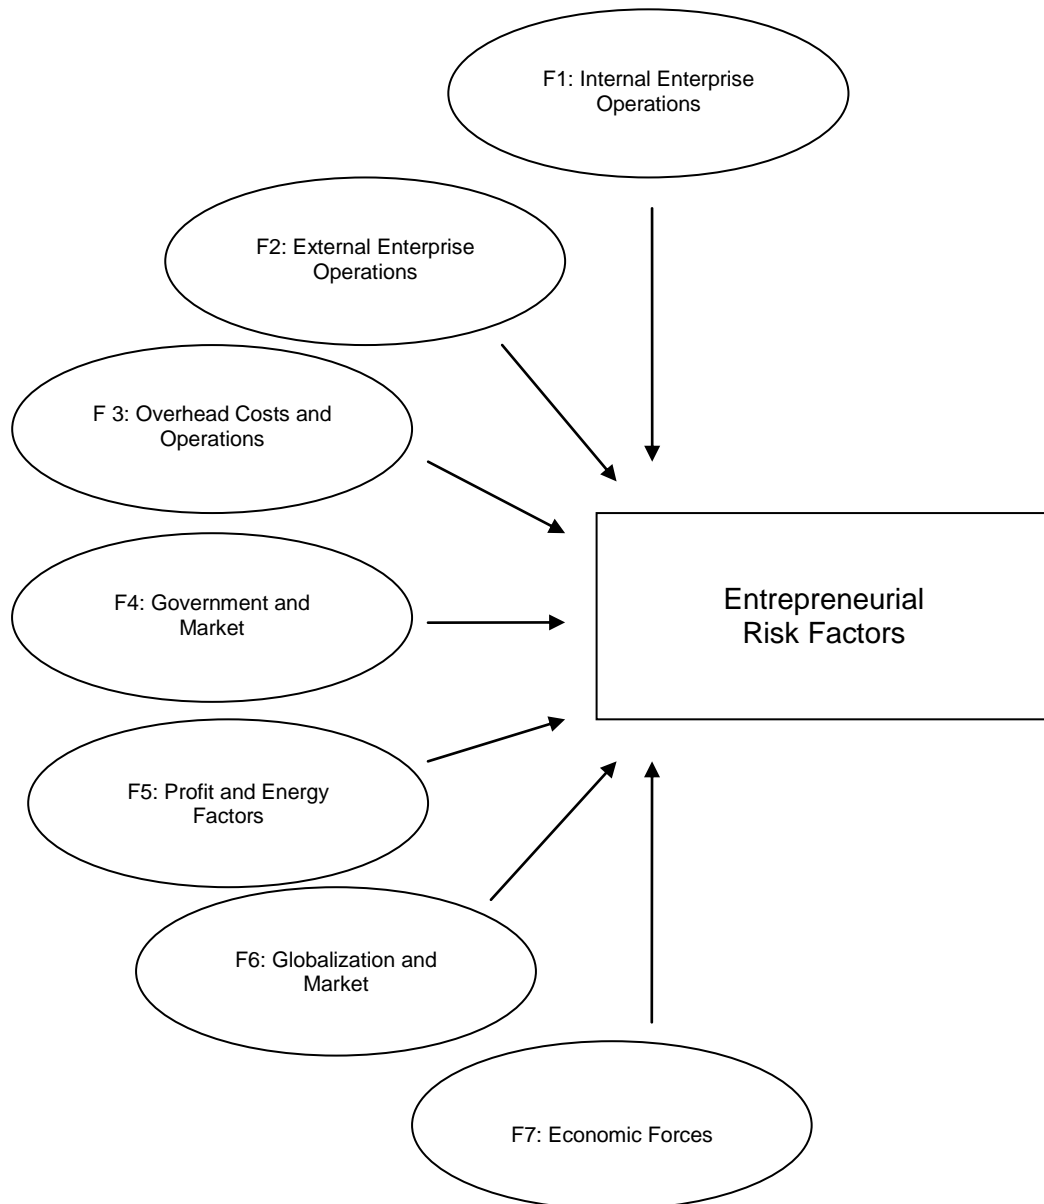 F1: Internal Enterprise
Operations
F2: External Enterprise
Operations
F 3: Overhead Costs and
Operations
F4: Government and
Market
Entrepreneurial
Risk Factors
F5: Profit and Energy
Factors
F6: Globalization and
Market
F7: Economic Forces